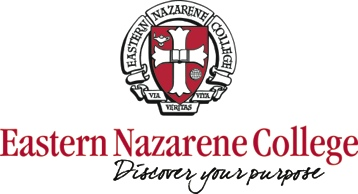 EASTERN NAZARENE COLLEGE
VIA VERITAS VITA
Eastern Nazarene College
Discover your purpose